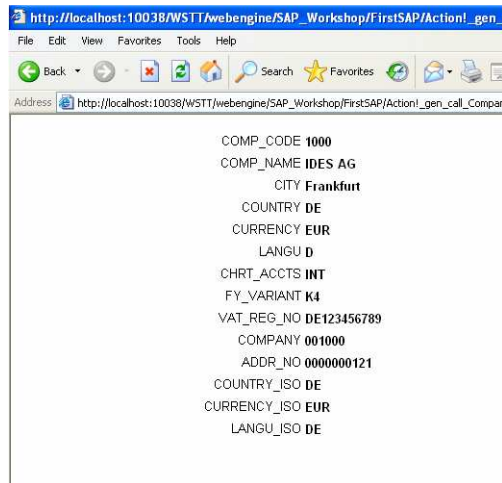 http://localhost:10038/WSTT/webengine/SAP_Workshop/FirstSAP/Action!_gen_
File Edit View Favorites Tools Help
Back Search Favorites
Address http://localhost:10038/WSTT/webengine/SAP_Workshop/FirstSAP/Action!_gen_call_Compan
COMP_CODE 1000
COMP_NAME IDES AG
CITY Frankfurt
COUNTRY DE
CURRENCY EUR
LANGU D
CHRT_ACCTS INT
FY_VARIANT K4
VAT_REG_NO DE123456789
COMPANY 001000
ADDR_NO 0000000121
COUNTRY_ISO DE
CURRENCY_ISO EUR
LANGU_ISO DE